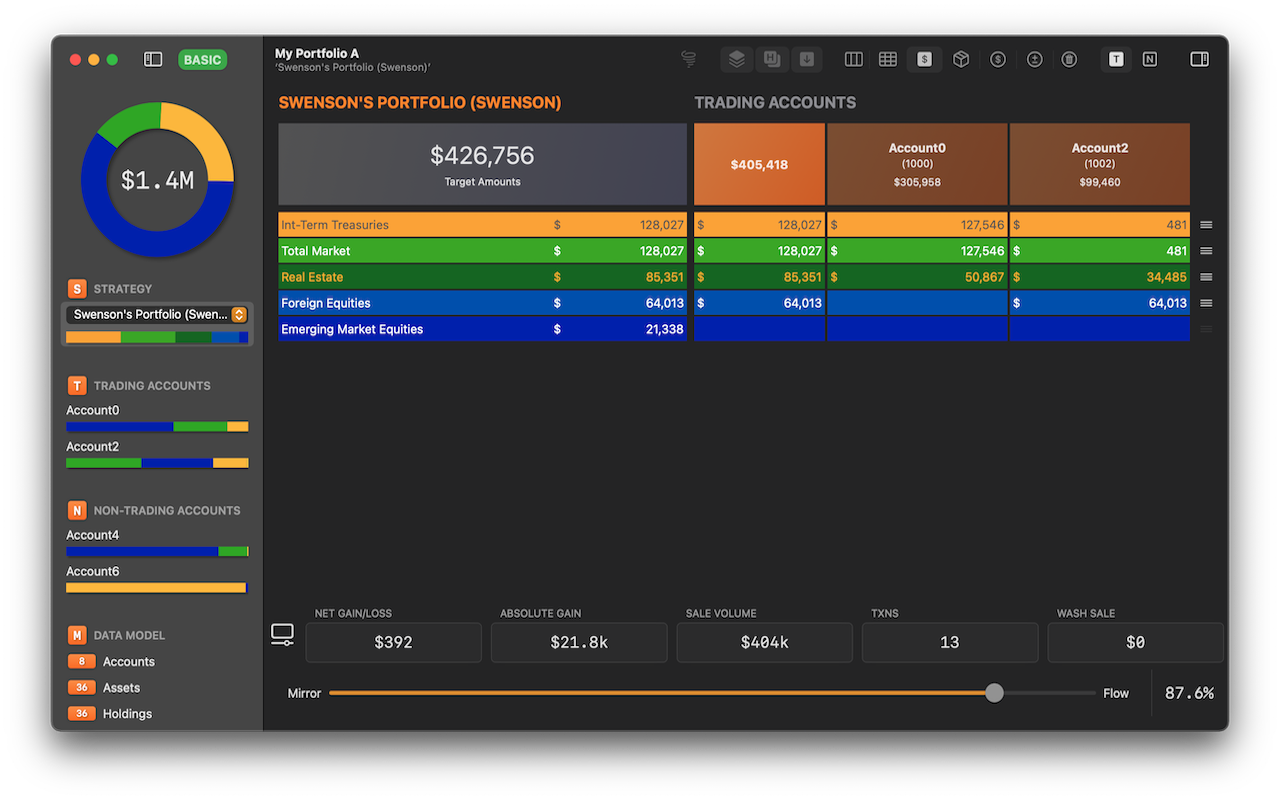 BASIC
My Portfolio A
‘Swenson's Portfolio (Swenson)’
$ H $ T N
$1.4M
S STRATEGY
Swenson's Portfolio (Swen...
T TRADING ACCOUNTS
Account0
Account2
N NON-TRADING ACCOUNTS
Account4
Account6
M DATA MODEL
8 Accounts
36 Assets
36 Holdings
SWENSON'S PORTFOLIO (SWENSON)
TRADING ACCOUNTS
$426,756
Target Amounts
$405,418
Account0
(1000)
$305,958
Account2
(1002)
$99,460
Int-Term Treasuries $ 128,027 $ 128,027 $ 127,546 $ 481
Total Market $ 128,027 $ 128,027 $ 127,546 $ 481
Real Estate $ 85,351 $ 85,351 $ 50,867 $ 34,485
Foreign Equities $ 64,013 $ 64,013 $ 64,013
Emerging Market Equities $ 21,338
NET GAIN/LOSS
$392
ABSOLUTE GAIN
$21.8k
SALE VOLUME
$404k
TXNS
13
WASH SALE
$0
Mirror Flow 87.6%